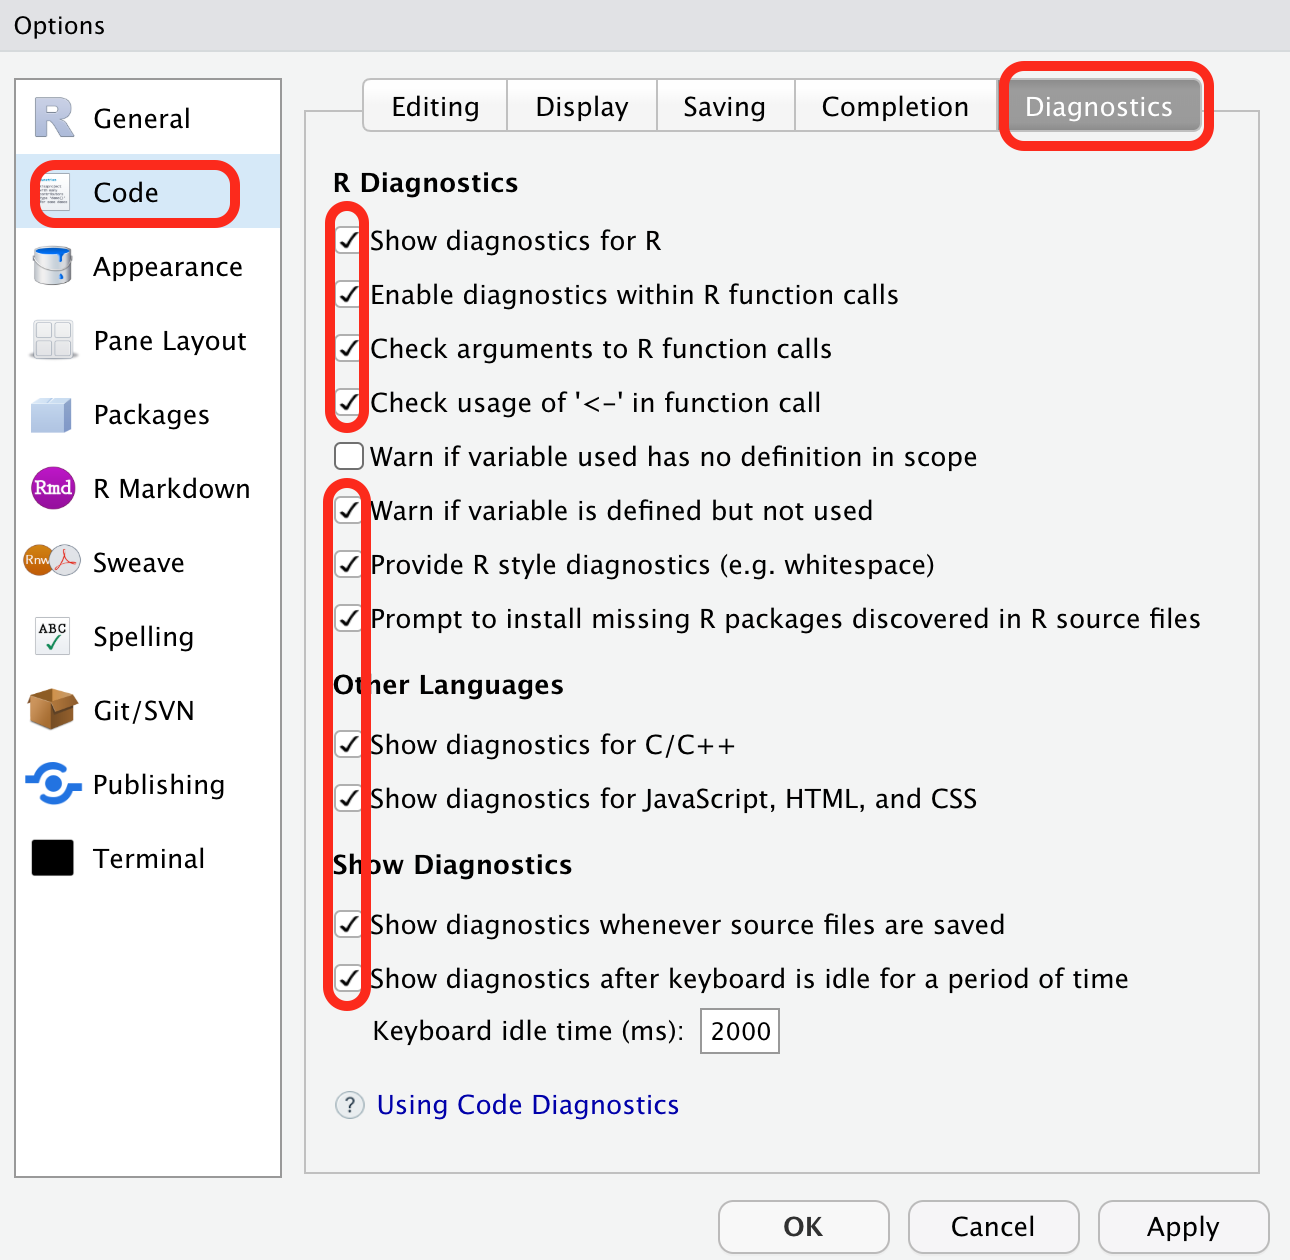 Options
General
Code
Appearance
Pane Layout
Packages
Rmd
R Markdown
Rnw
Sweave
ABC
Spelling
Git/SVN
Publishing
Terminal
Editing
Display
Saving
Completion
Diagnostics
R Diagnostics
Show diagnostics for R
Enable diagnostics within R function calls
Check arguments to R function calls
Check usage of '<-' in function call
Warn if variable used has no definition in scope
Warn if variable is defined but not used
Provide R style diagnostics (e.g. whitespace)
Prompt to install missing R packages discovered in R source files
Other Languages
Show diagnostics for C/C++
Show diagnostics for JavaScript, HTML, and CSS
Show Diagnostics
Show diagnostics whenever source files are saved
Show diagnostics after keyboard is idle for a period of time
Keyboard idle time (ms): 2000
? Using Code Diagnostics
OK
Cancel
Apply